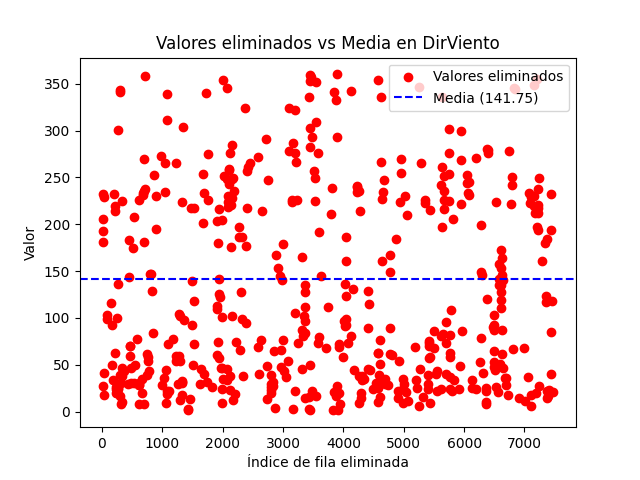 Valores eliminados vs Media en DirViento
Valores eliminados
Media (141.75)
350
300
250
200
150
100
50
0
Valor
0 1000 2000 3000 4000 5000 6000 7000
Índice de fila eliminada